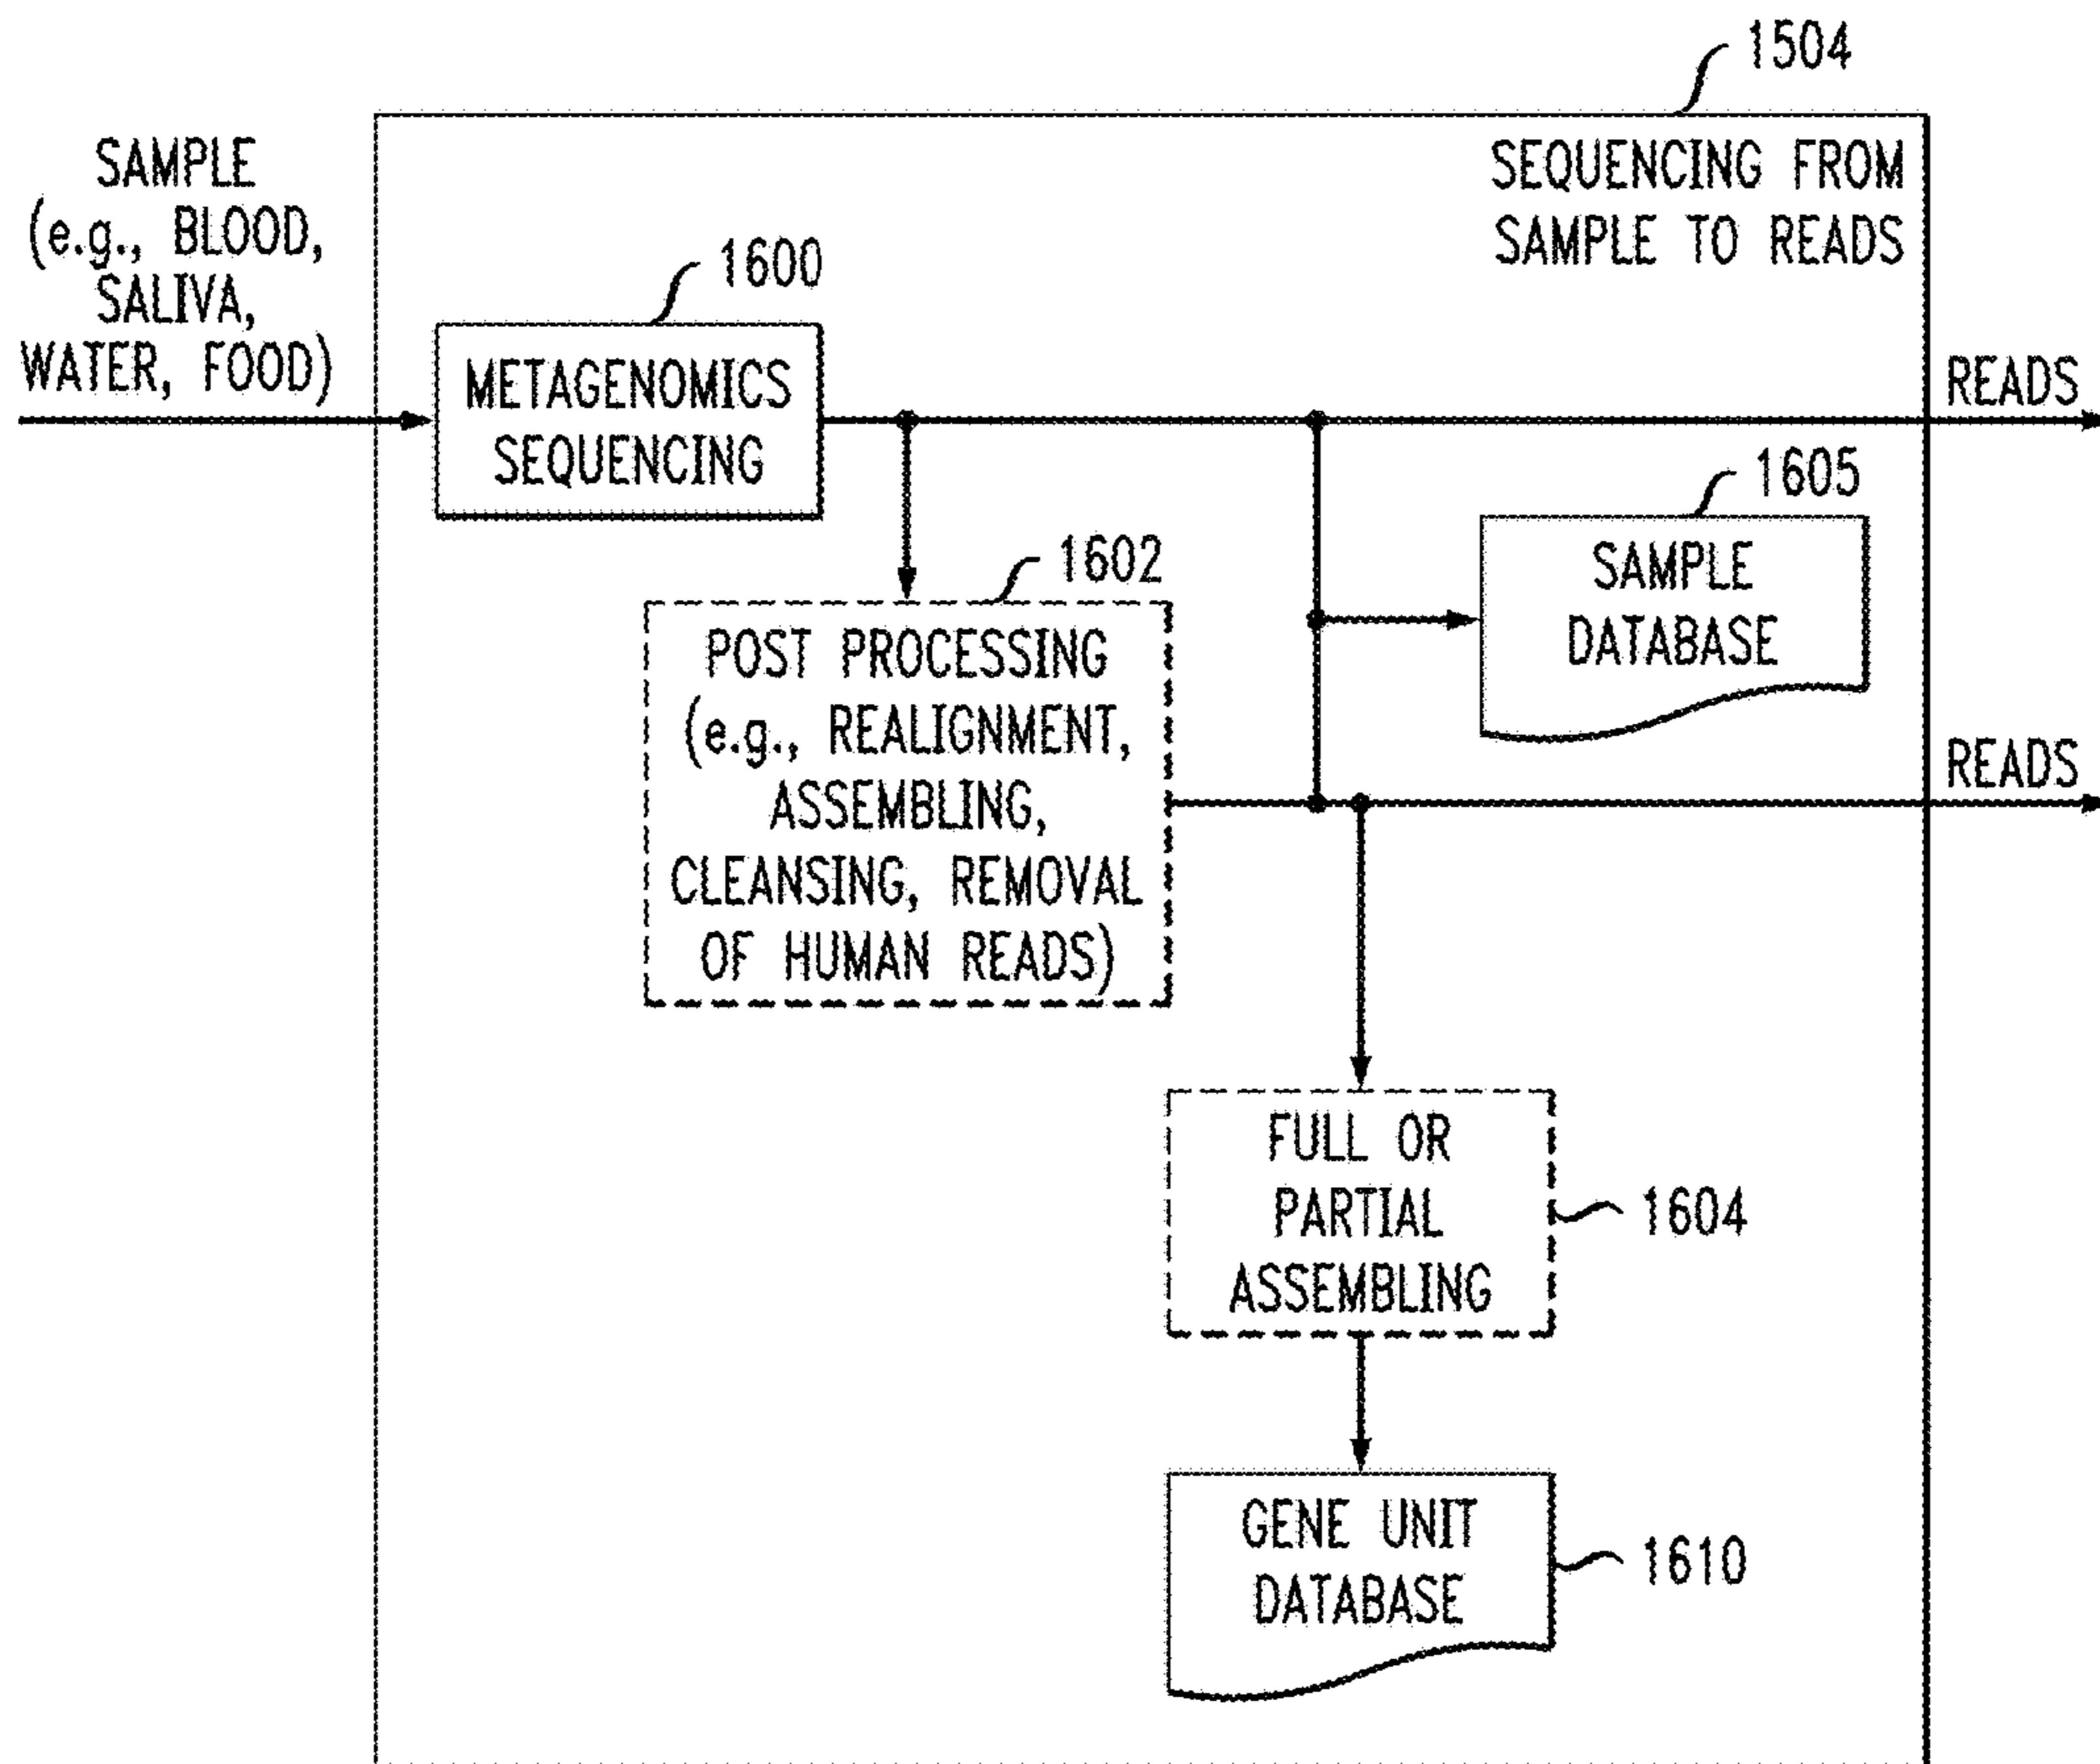 1504
SAMPLE
(e.g., BLOOD,
SALIVA,
WATER, FOOD)
SEQUENCING FROM
SAMPLE TO READS
1600
METAGENOMICS
SEQUENCING
READS
1605
SAMPLE
DATABASE
1602
POST PROCESSING
(e.g., REALIGNMENT,
ASSEMBLING,
CLEANSING, REMOVAL
OF HUMAN READS)
READS
FULL OR
PARTIAL
ASSEMBLING
1604
GENE UNIT
DATABASE
1610